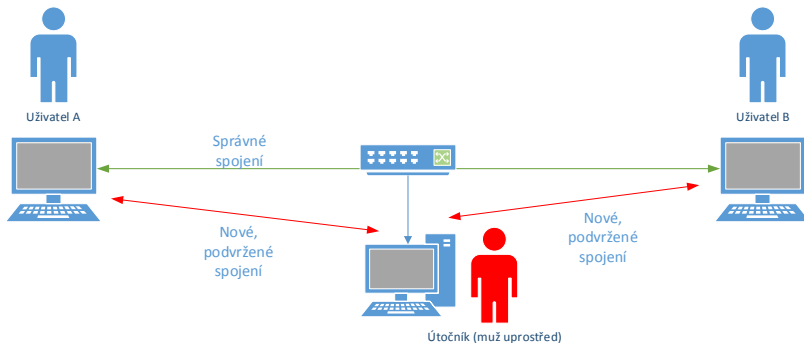 Uživatel A
Uživatel B
Správné
spojení
Nové,
podvržené
spojení
Nové,
podvržené
spojení
Útočník (muž uprostřed)